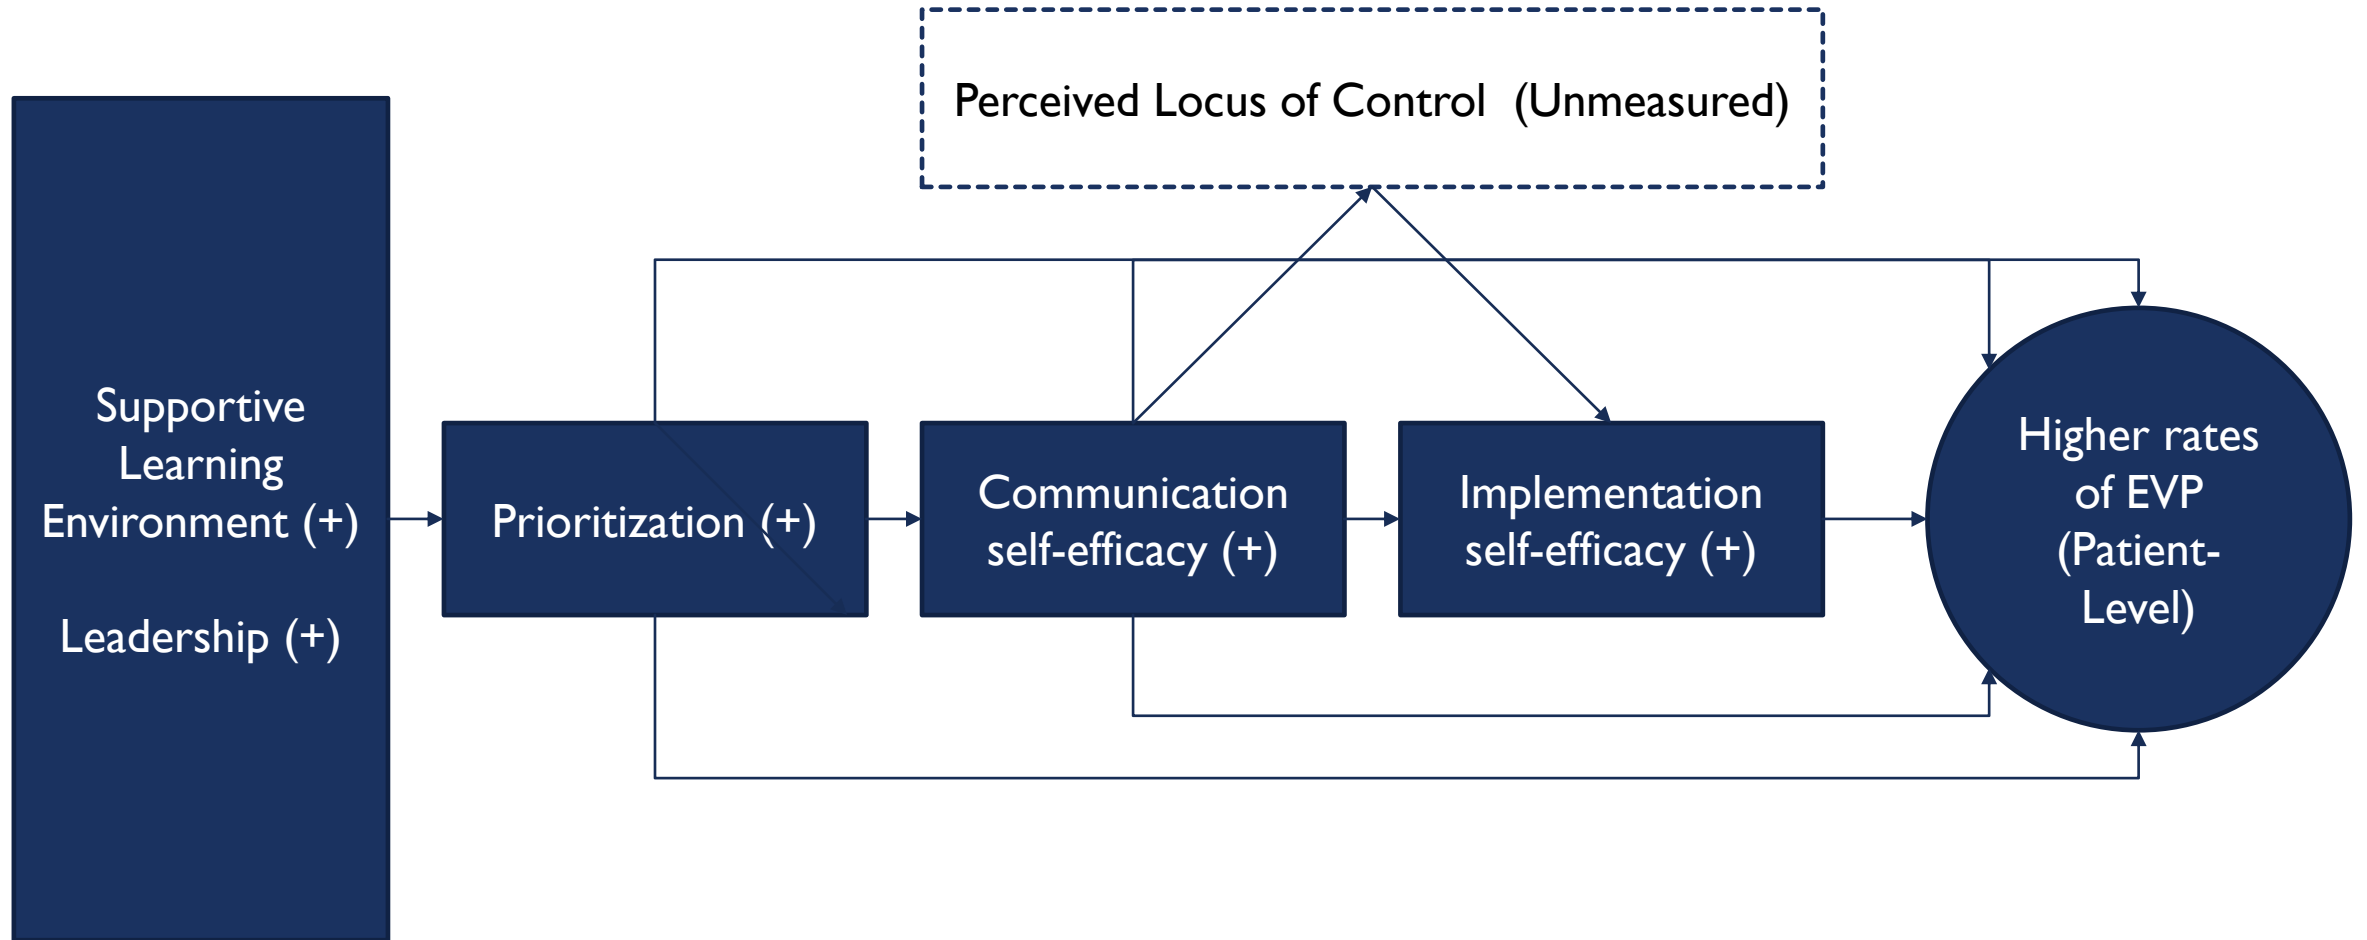 Perceived Locus of Control  (Unmeasured)
Supportive
Learning
Environment (+)
Leadership (+)
Prioritization (+)
Communication
self-efficacy (+)
Implementation
self-efficacy (+)
Higher rates
of EVP
(Patient-
Level)